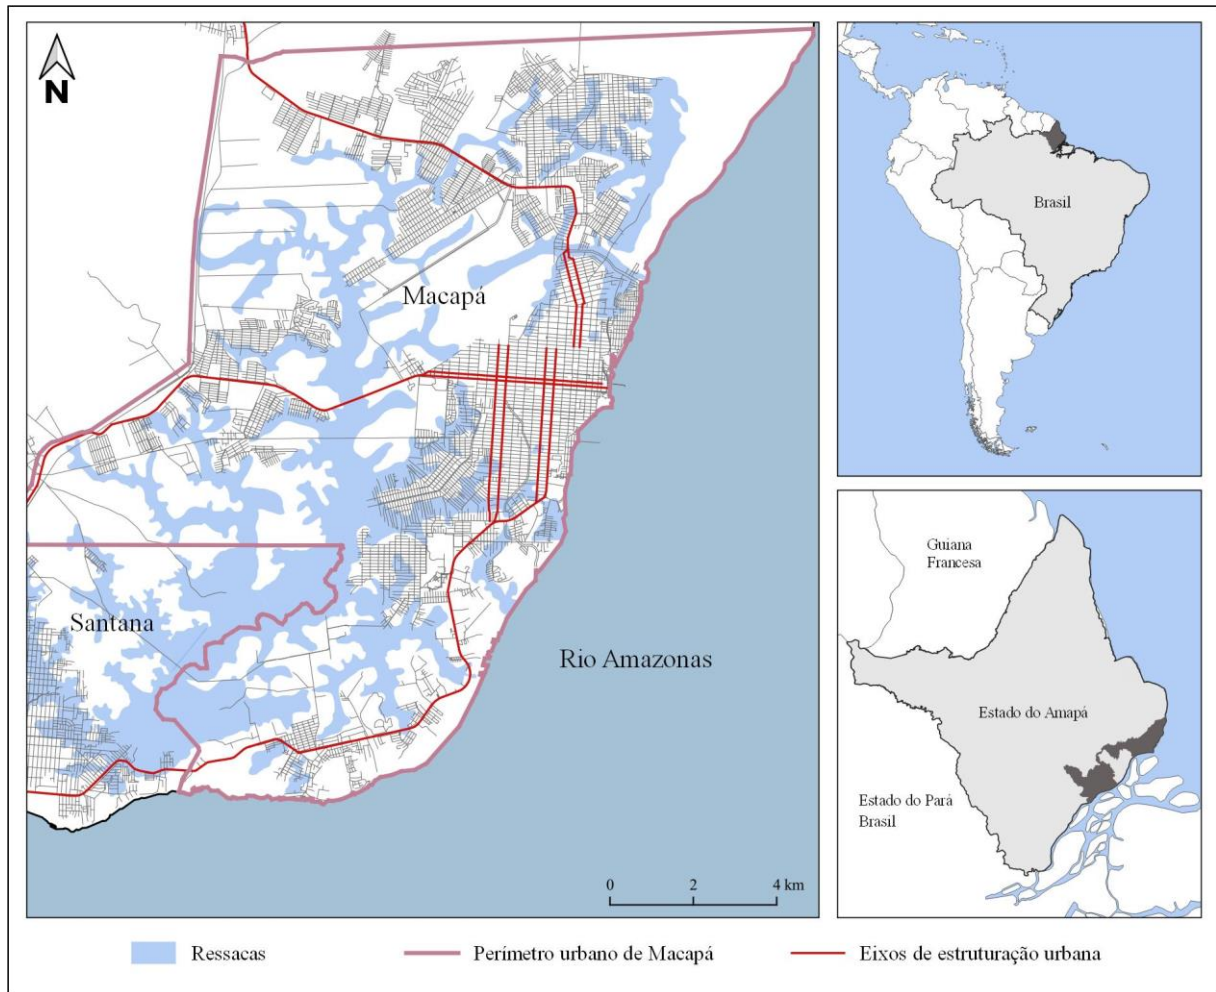 N
Macapá
Santana
Rio Amazonas
0 2 4 km
Brasil
Guiana
Francesa
Estado do Amapá
Estado do Pará
Brasil
Ressacas
Perímetro urbano de Macapá
Eixos de estruturação urbana